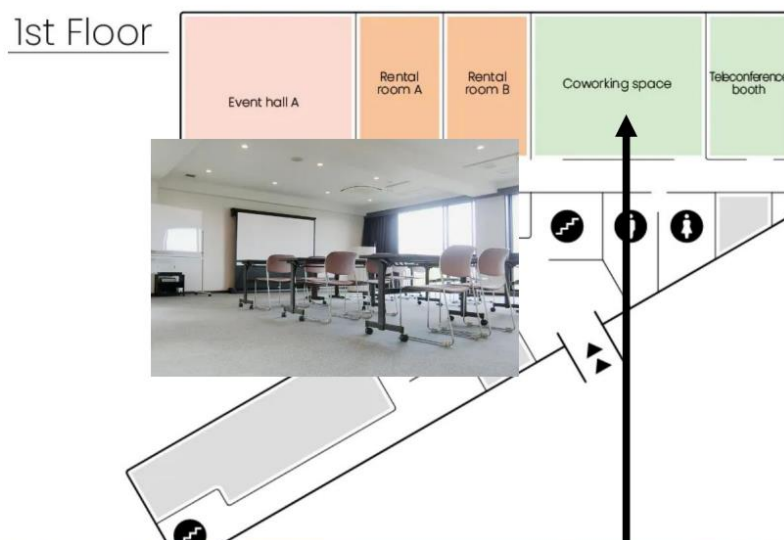 1st Floor
Event hall A
Rental
room A
Rental
room B
Coworking space
Teleconference
booth